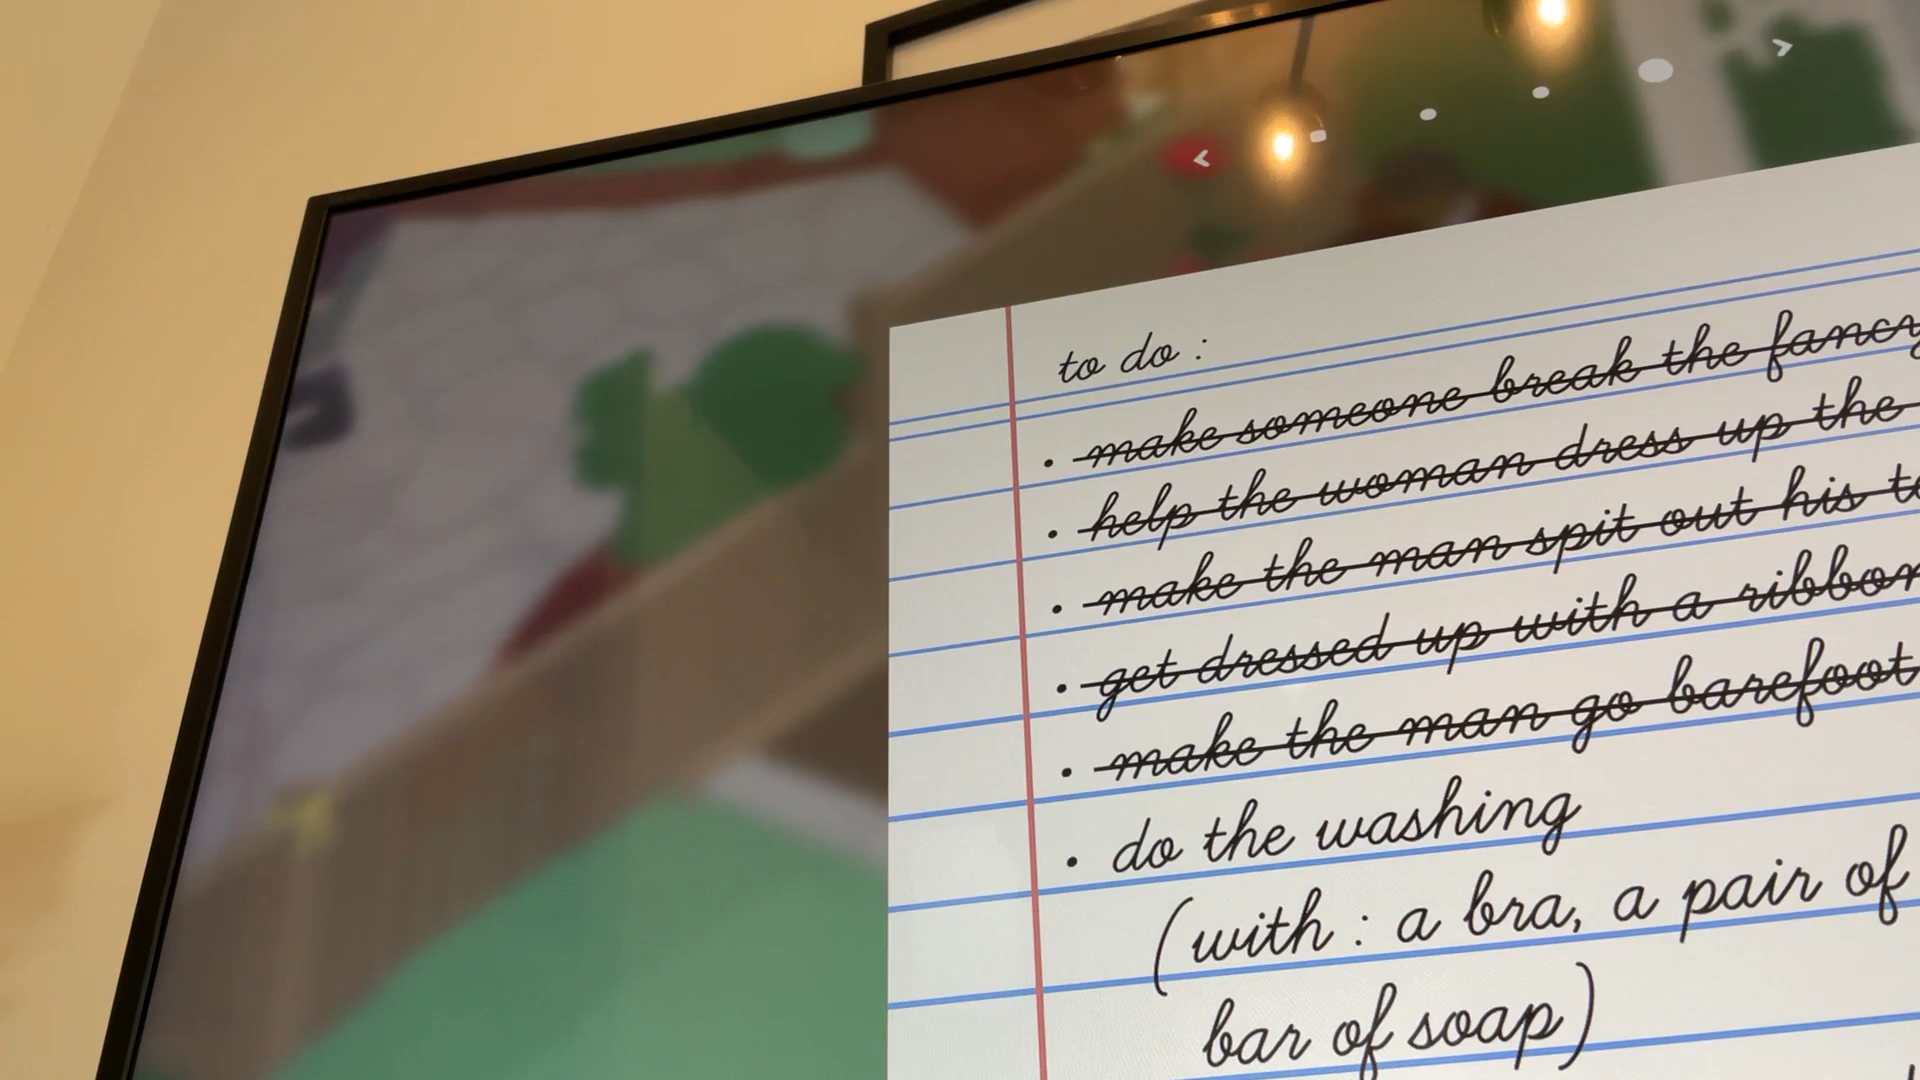 to do :
• make someone break the fancy
• help the woman dress up the
• make the man spit out his
• get dressed up with a ribbon
• make the man go barefoot
• do the washing
(with : a bra, a pair of
bar of soap)